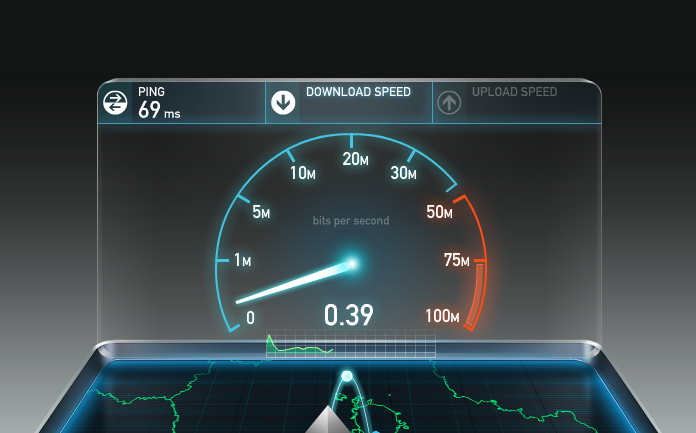 PING
69 ms
DOWNLOAD SPEED
UPLOAD SPEED
20M
10M
30M
5M
50M
bits per second
1M
75M
0
0.39
100M